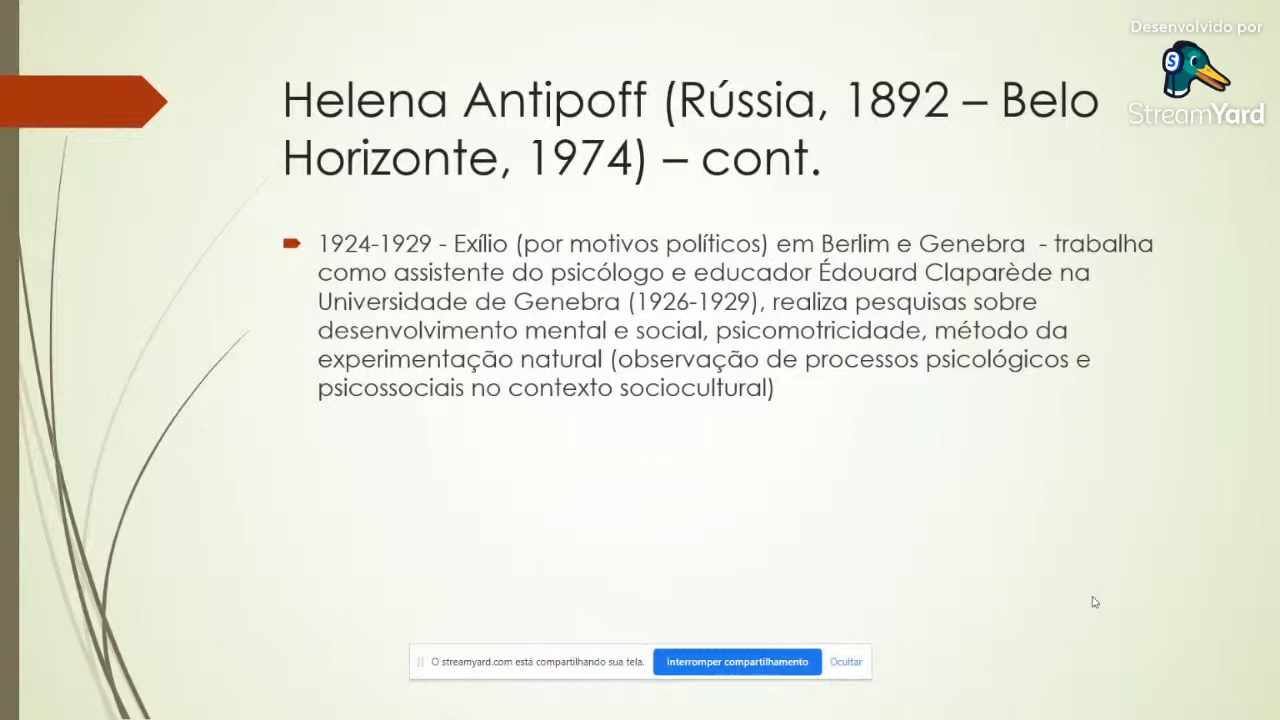 Desenvolvido por
S
StreamYard
Helena Antipoff (Rússia, 1892 – Belo
Horizonte, 1974) – cont.
1924-1929 - Exílio (por motivos políticos) em Berlim e Genebra - trabalha
como assistente do psicólogo e educador Édouard Claparède na
Universidade de Genebra (1926-1929), realiza pesquisas sobre
desenvolvimento mental e social, psicomotricidade, método da
experimentação natural (observação de processos psicológicos e
psicossociais no contexto sociocultural)
O streamyard.com está compartilhando sua tela.
Interromper compartilhamento
Ocultar